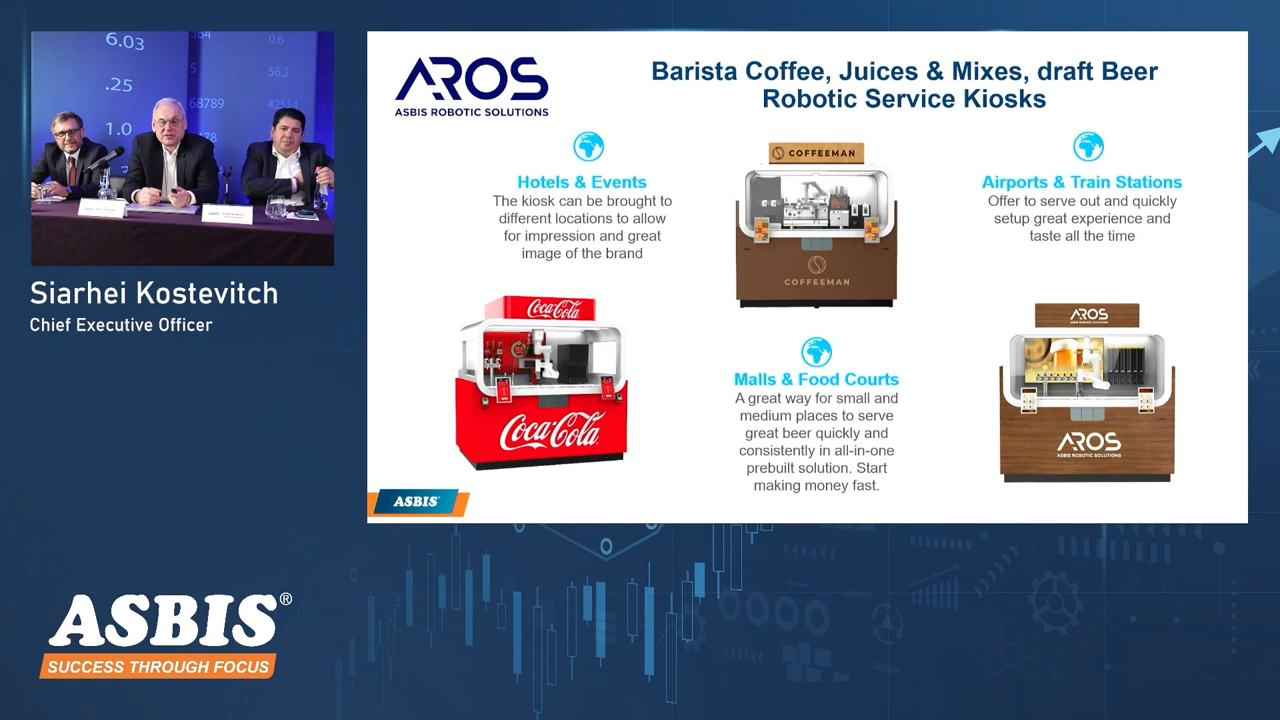 6.03
0.6
.25
56.2
68789
42514
1.0
478
Siarhei Kostevitch
Chief Executive Officer
ASBIS®
SUCCESS THROUGH FOCUS
AROS
ASBIS ROBOTIC SOLUTIONS
Barista Coffee, Juices & Mixes, draft Beer
Robotic Service Kiosks
Hotels & Events
The kiosk can be brought to
different locations to allow
for impression and great
image of the brand
COFFEEMAN
COFFEEMAN
Airports & Train Stations
Offer to serve out and quickly
setup great experience and
taste all the time
Coca-Cola
Coca-Cola
Malls & Food Courts
A great way for small and
medium places to serve
great beer quickly and
consistently in all-in-one
prebuilt solution. Start
making money fast.
AROS
ASBIS ROBOTIC SOLUTIONS
AROS
ASBIS ROBOTIC SOLUTIONS
ASBIS®